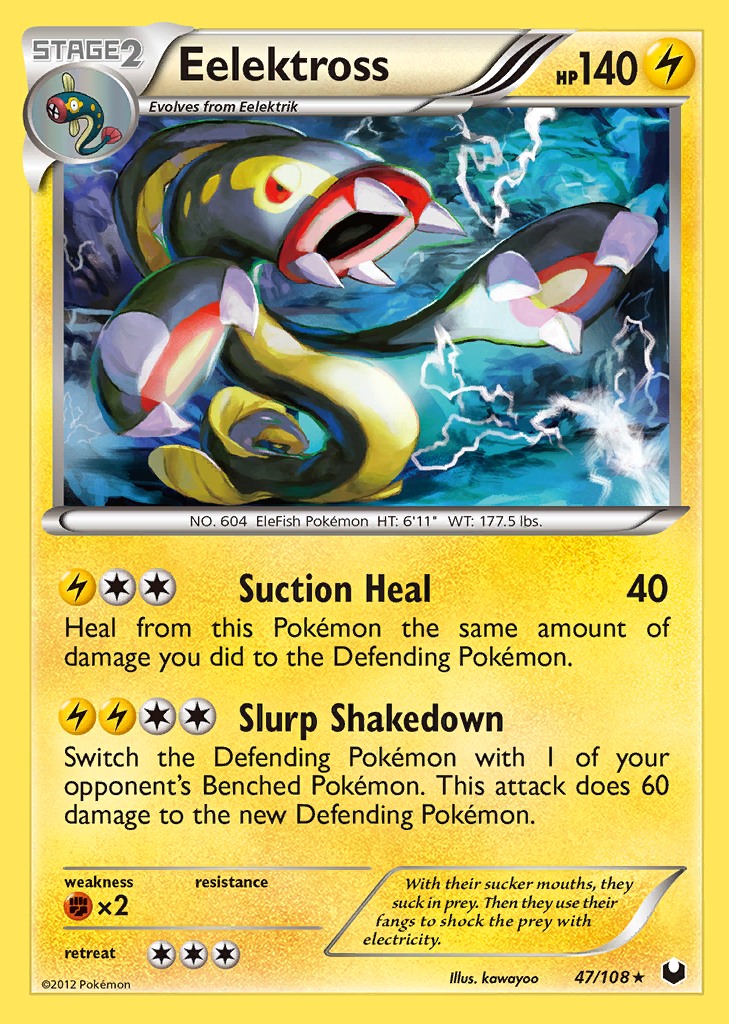 STAGE2
Eelektross
HP140
Evolves from Eelektrik
NO. 604 EleFish Pokémon HT: 6'11" WT: 177.5 lbs.
Suction Heal 40
Heal from this Pokémon the same amount of
damage you did to the Defending Pokémon.
Slurp Shakedown
Switch the Defending Pokémon with 1 of your
opponent's Benched Pokémon. This attack does 60
damage to the new Defending Pokémon.
weakness resistance
×2
retreat
With their sucker mouths, they
suck in prey. Then they use their
fangs to shock the prey with
electricity.
©2012 Pokémon
Illus. kawayoo
47/108 ★